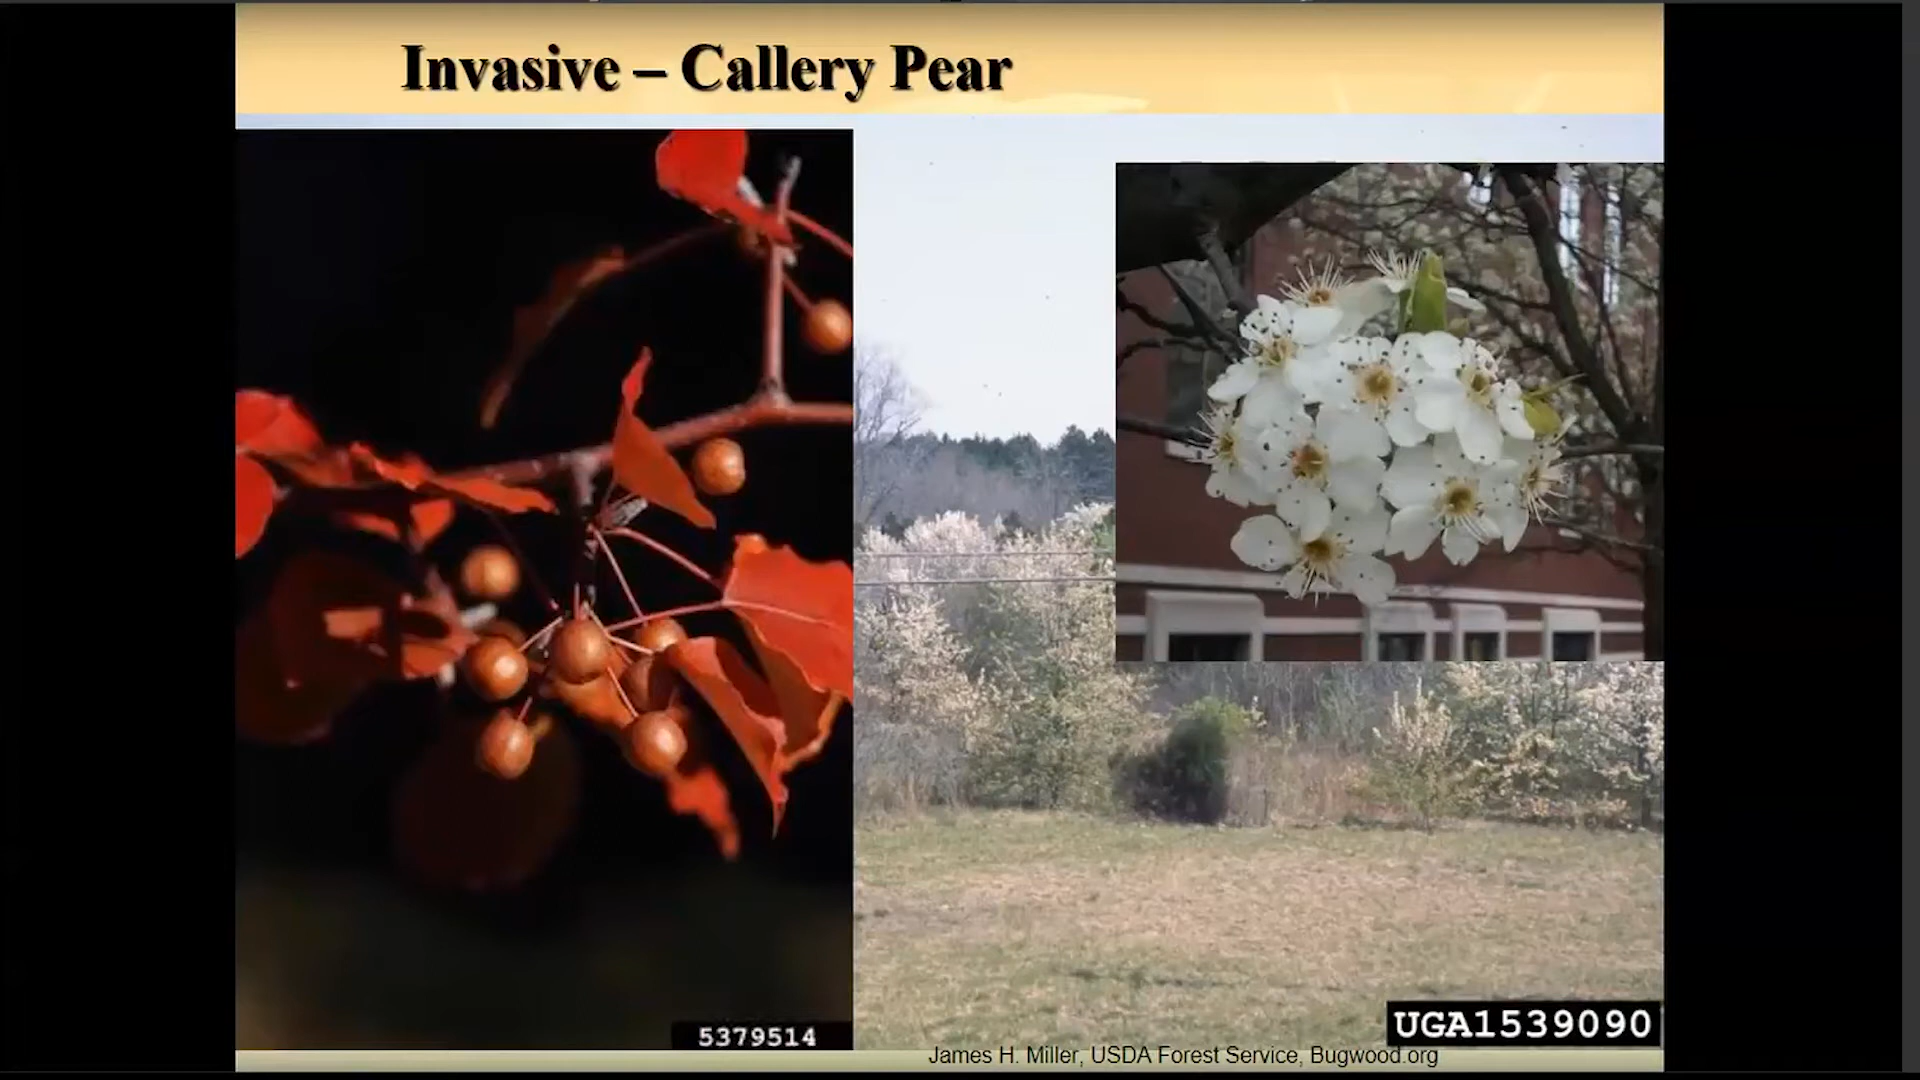 Invasive – Callery Pear
5379514
UGA1539090
James H. Miller, USDA Forest Service, Bugwood.org